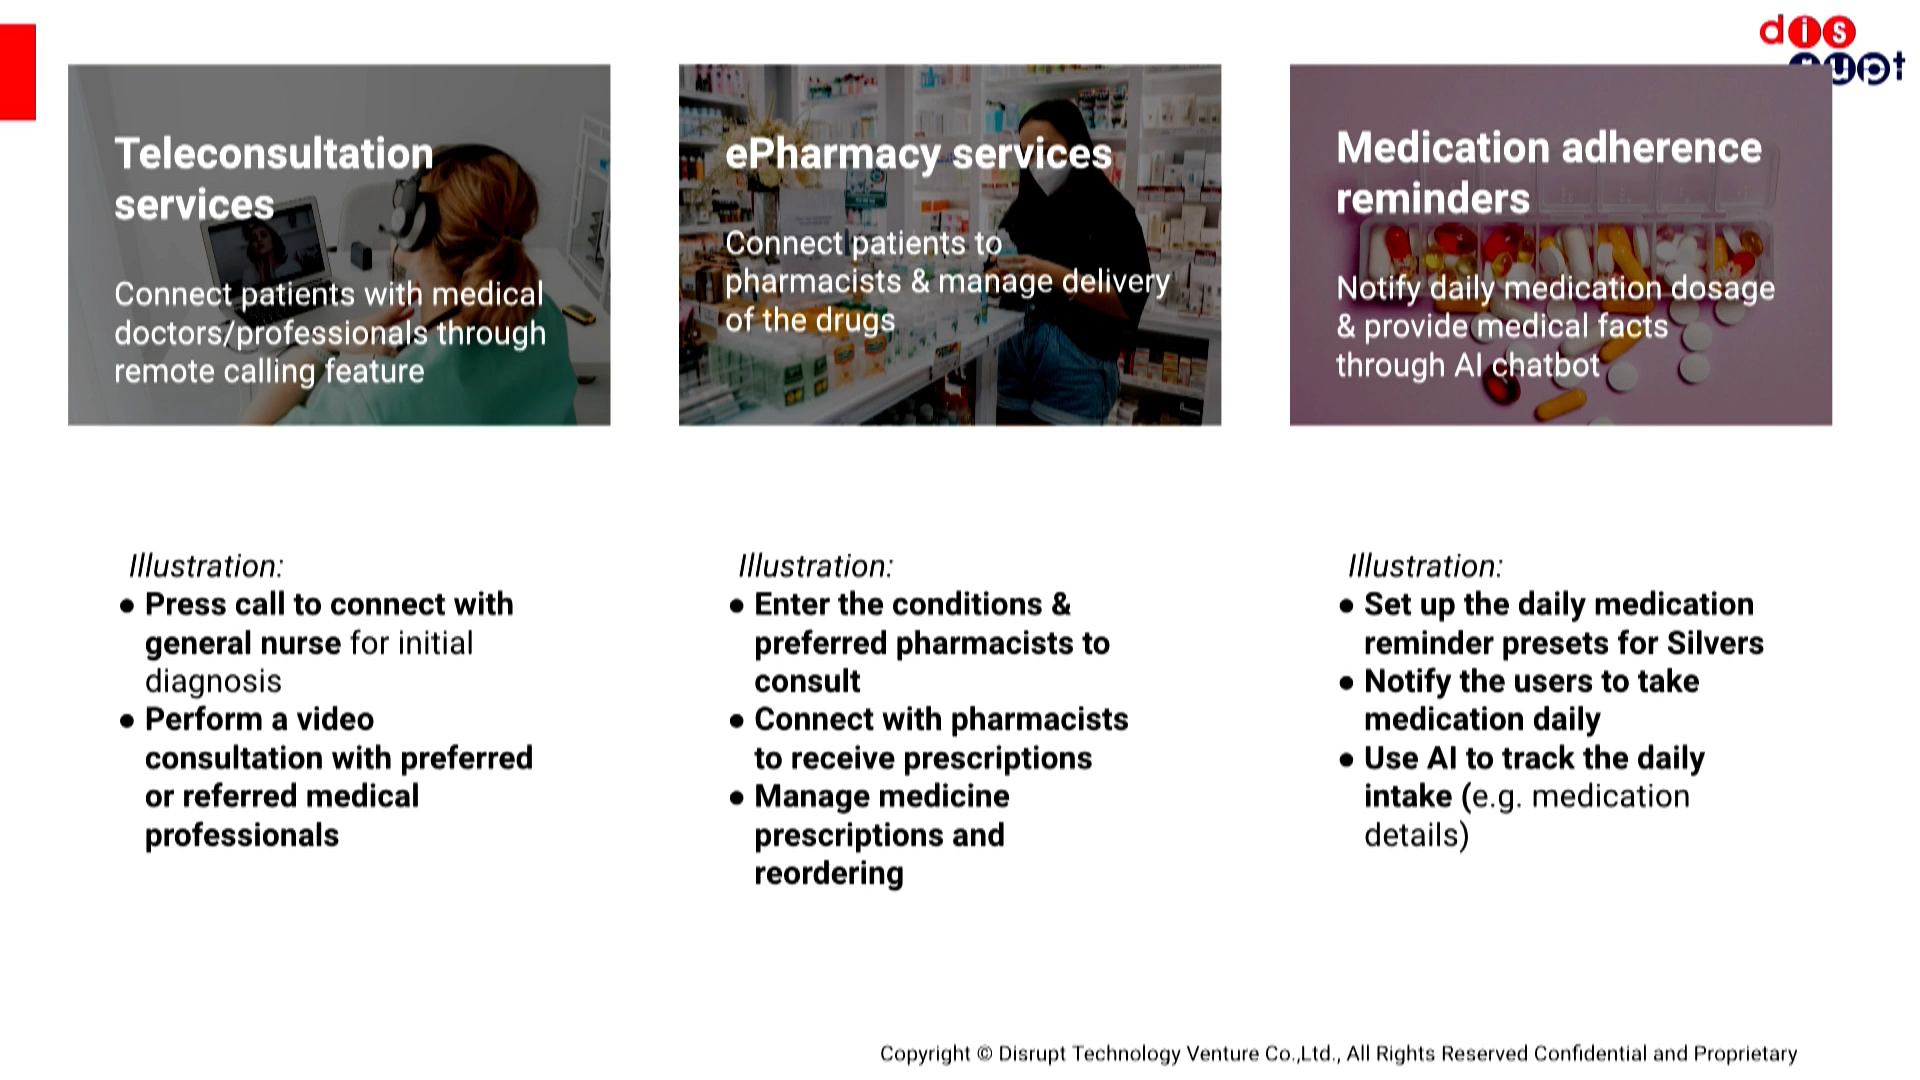 dis
rupt
Teleconsultation
services
Connect patients with medical
doctors/professionals through
remote calling feature
ePharmacy services
Connect patients to
pharmacists & manage delivery
of the drugs
Medication adherence
reminders
Notify daily medication dosage
& provide medical facts
through AI chatbot
Illustration:
● Press call to connect with
general nurse for initial
diagnosis
● Perform a video
consultation with preferred
or referred medical
professionals
Illustration:
● Enter the conditions &
preferred pharmacists to
consult
● Connect with pharmacists
to receive prescriptions
● Manage medicine
prescriptions and
reordering
Illustration:
● Set up the daily medication
reminder presets for Silvers
● Notify the users to take
medication daily
● Use AI to track the daily
intake (e.g. medication
details)
Copyright © Disrupt Technology Venture Co.,Ltd., All Rights Reserved Confidential and Proprietary